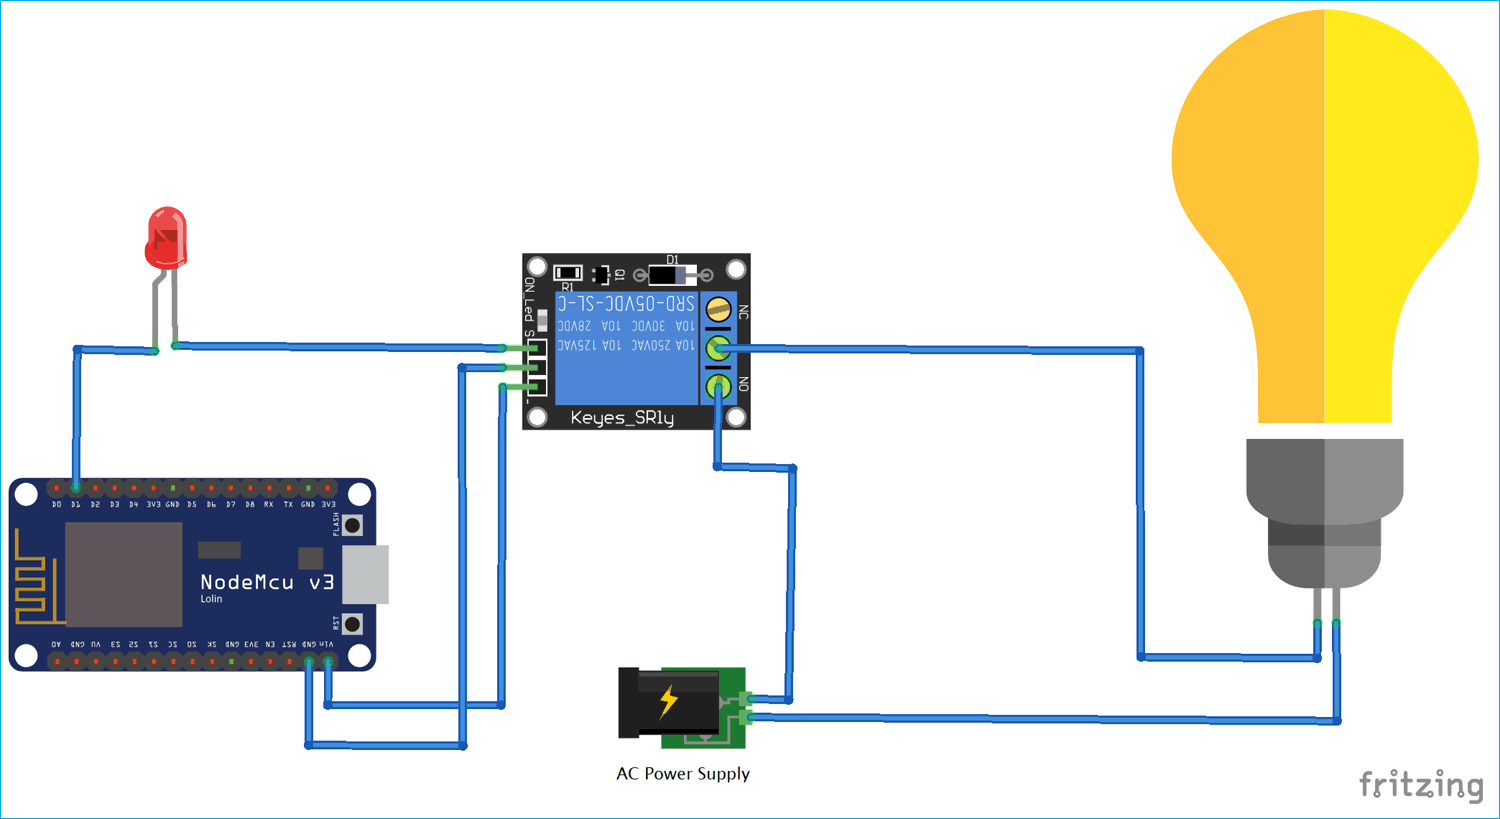 D1
R1
Q1
ON_Led
S
-
SRD-05VDC-SL-C
10A 30VDC 10A 28VDC
10A 250VAC 10A 125VAC
NC
NO
Keyes_SRly
D0 D1 D2 D3 D4 3V3 GND D5 D6 D7 D8 RX TX GND 3V3
FLASH
NodeMcu v3
Lolin
RST
A0 GND VU S3 S2 S1 SC S0 SK GND 3V3 EN RST GND Vin
AC Power Supply
fritzing